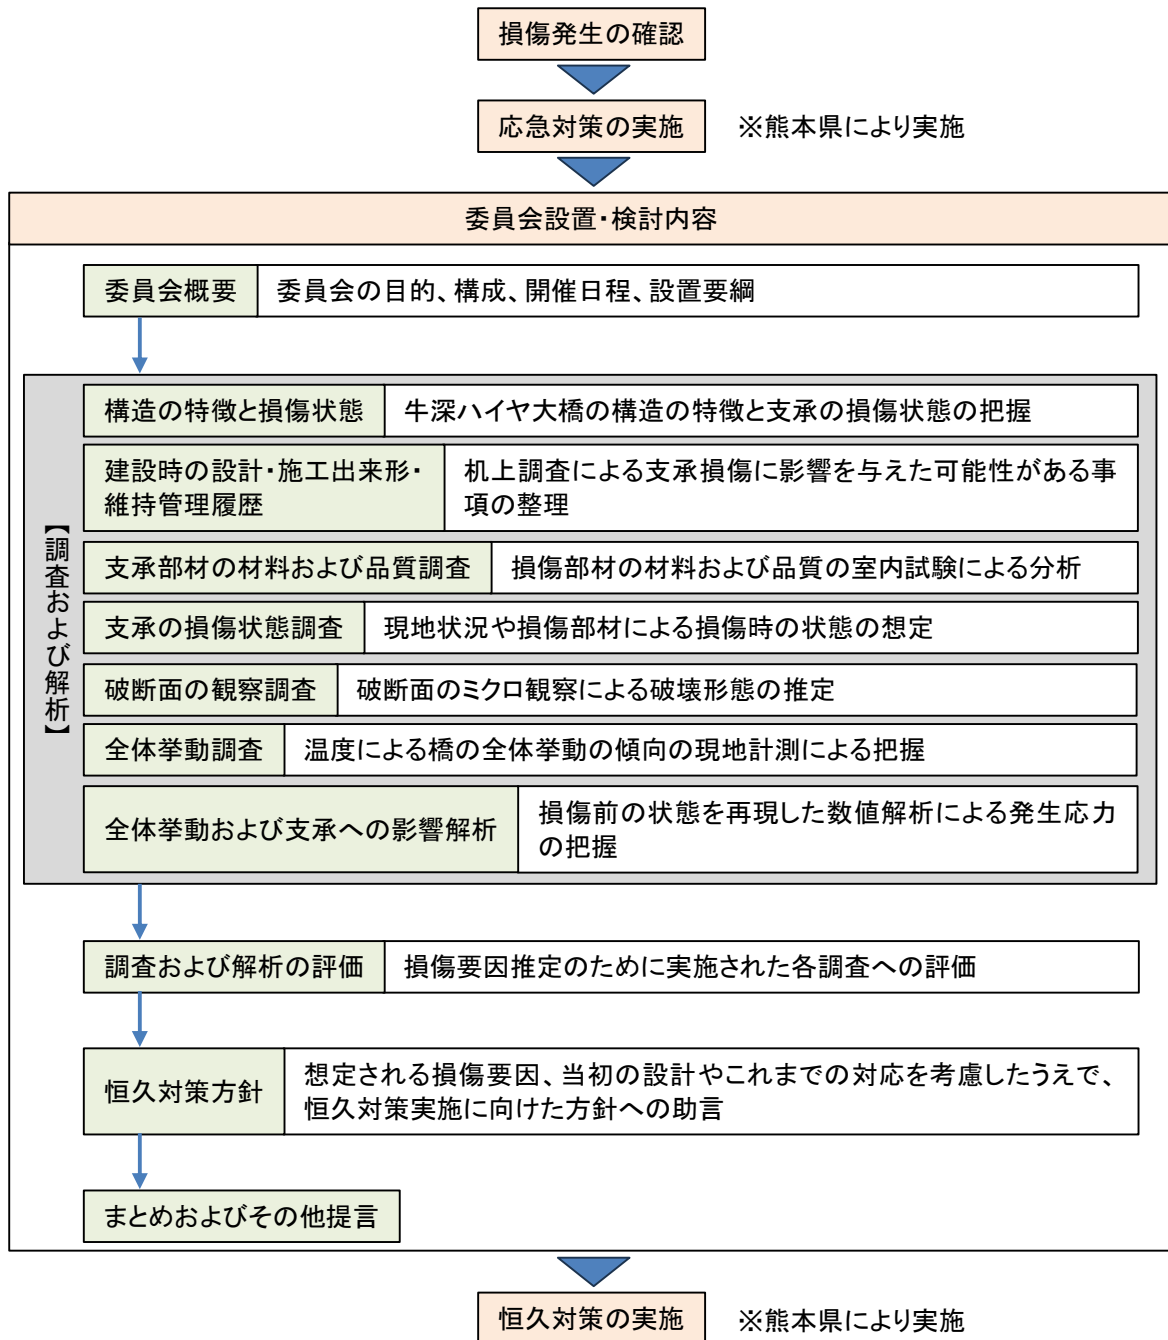 損傷発生の確認
応急対策の実施 ※熊本県により実施
委員会設置・検討内容
委員会概要 委員会の目的、構成、開催日程、設置要綱
【調査および解析】
構造の特徴と損傷状態 牛深ハイヤ大橋の構造の特徴と支承の損傷状態の把握
建設時の設計・施工出来形・
維持管理履歴
机上調査による支承損傷に影響を与えた可能性がある事
項の整理
支承部材の材料および品質調査 損傷部材の材料および品質の室内試験による分析
支承の損傷状態調査 現地状況や損傷部材による損傷時の状態の想定
破断面の観察調査 破断面のミクロ観察による破壊形態の推定
全体挙動調査 温度による橋の全体挙動の傾向の現地計測による把握
全体挙動および支承への影響解析
損傷前の状態を再現した数値解析による発生応力
の把握
調査および解析の評価 損傷要因推定のために実施された各調査への評価
恒久対策方針
想定される損傷要因、当初の設計やこれまでの対応を考慮したうえで、
恒久対策実施に向けた方針への助言
まとめおよびその他提言
恒久対策の実施 ※熊本県により実施